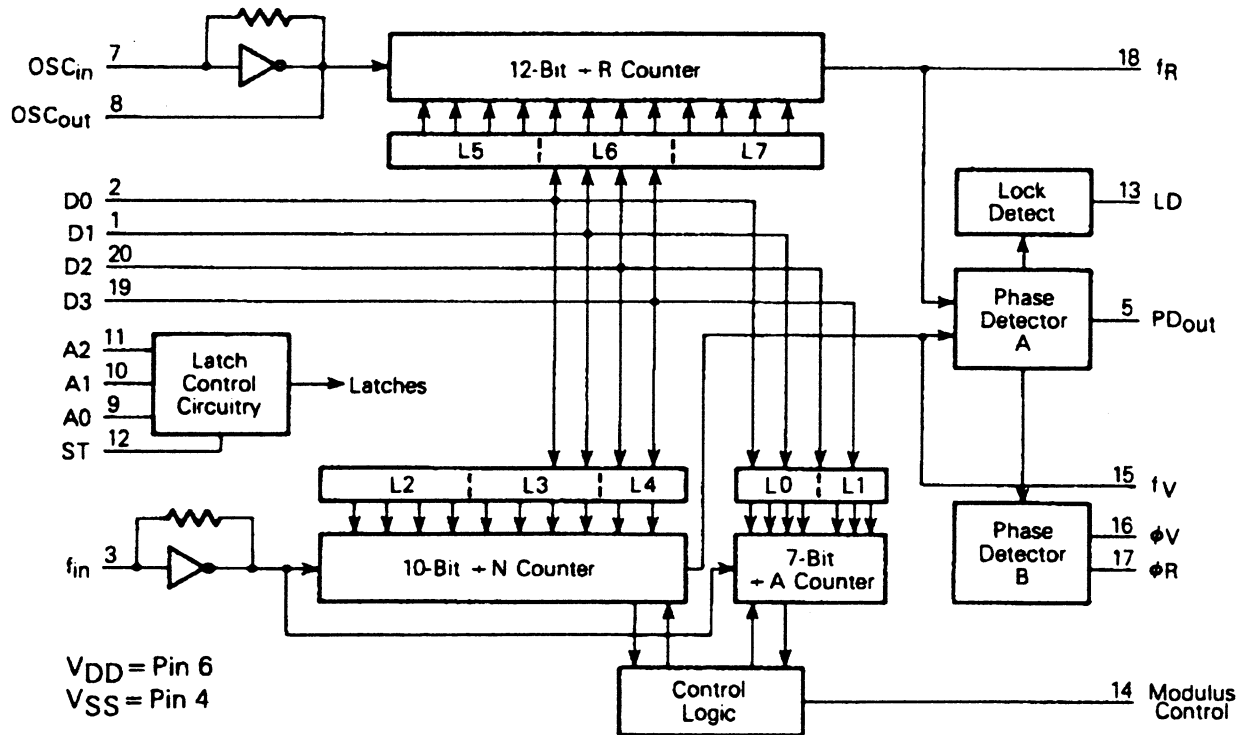 7
OSCin
8
OSCout
12-Bit ÷ R Counter
18 fR
L5 L6 L7
D0 2
D1 1
D2 20
D3 19
Lock
Detect
13 LD
Phase
Detector
A
5 PDout
A2 11
A1 10
A0 9
ST 12
Latch
Control
Circuitry
Latches
L2 L3 L4
L0 L1
15 fV
fin 3
10-Bit ÷ N Counter
7-Bit
÷ A Counter
Phase
Detector
B
16 ϕV
17 ϕR
VDD = Pin 6
VSS = Pin 4
Control
Logic
14 Modulus
Control